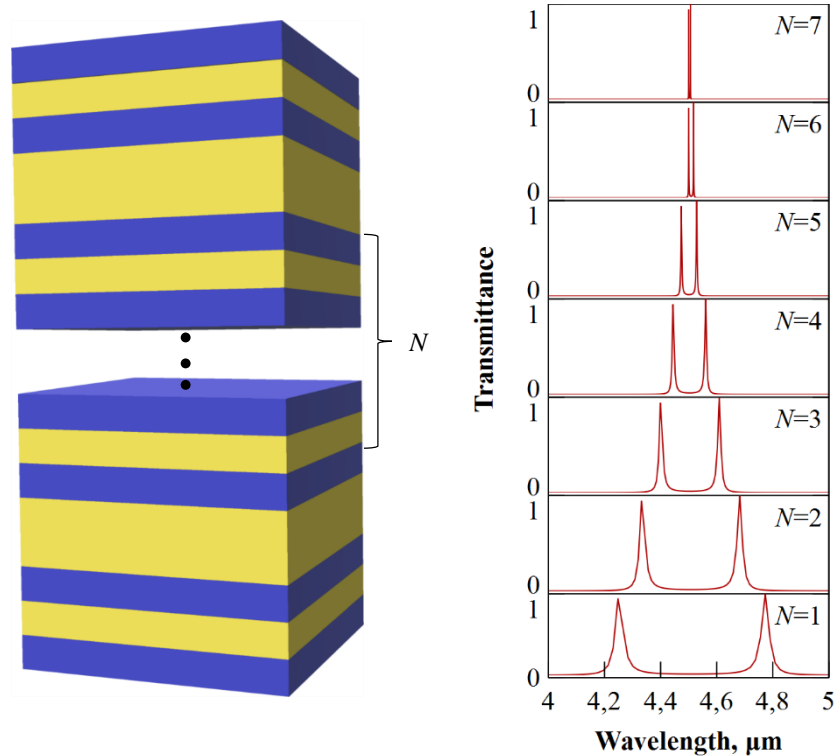 N
Transmittance
1
0
N=7
1
0
N=6
1
0
N=5
1
0
N=4
1
0
N=3
1
0
N=2
1
0
N=1
4 4,2 4,4 4,6 4,8 5
Wavelength, µm